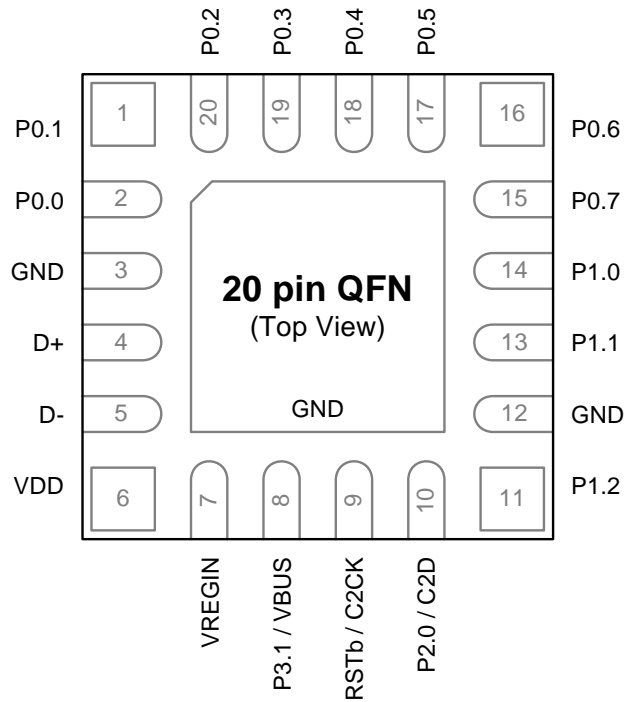 P0.2
P0.3
P0.4
P0.5
20
19
18
17
P0.1
1
16
P0.6
P0.0
2
15
P0.7
GND
3
14
P1.0
20 pin QFN
(Top View)
D+
4
13
P1.1
D-
5
GND
12
GND
VDD
6
11
P1.2
7
8
9
10
VREGIN
P3.1 / VBUS
RSTb / C2CK
P2.0 / C2D